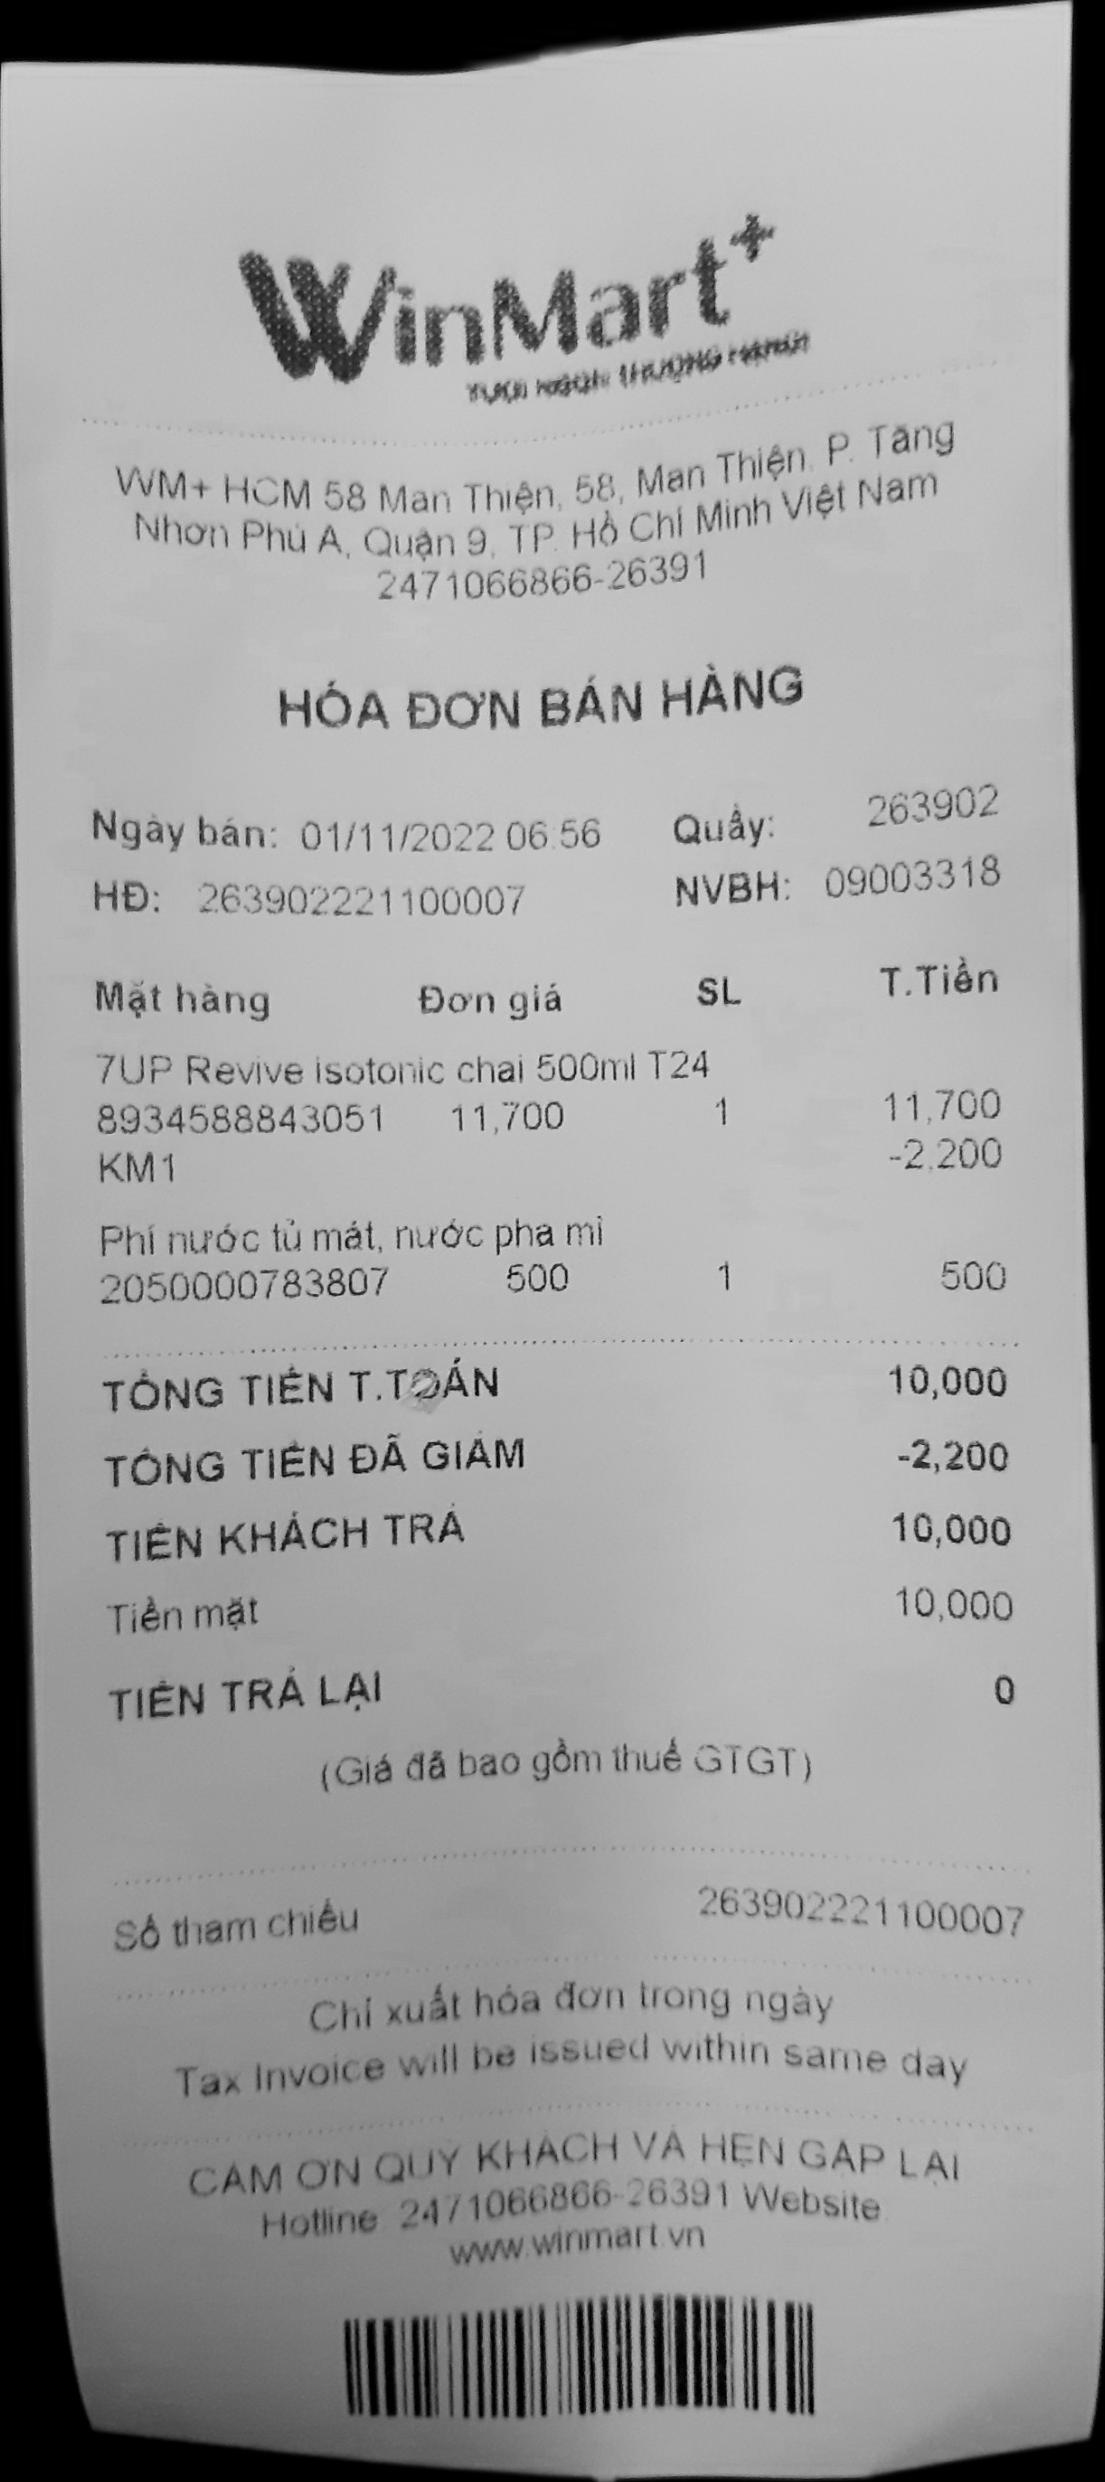 WinMart+
WM+ HCM 58 Man Thiện, 58, Man Thiện, P. Tăng
Nhơn Phú A, Quận 9, TP. Hồ Chí Minh Việt Nam
2471066866-26391
HÓA ĐƠN BÁN HÀNG
Ngày bán: 01/11/2022 06:56 Quầy: 263902
HĐ: 263902221100007 NVBH: 09003318
Mặt hàng Đơn giá SL T.Tiền
7UP Revive isotonic chai 500ml T24
8934588843051 11,700 1 11,700
KM1 -2,200
Phí nước tủ mát, nước pha mì
2050000783807 500 1 500
TỔNG TIỀN T.TOÁN 10,000
TỔNG TIỀN ĐÃ GIẢM -2,200
TIỀN KHÁCH TRẢ 10,000
Tiền mặt 10,000
TIỀN TRẢ LẠI 0
(Giá đã bao gồm thuế GTGT)
Số tham chiếu 263902221100007
Chỉ xuất hóa đơn trong ngày
Tax Invoice will be issued within same day
CẢM ƠN QUÝ KHÁCH VÀ HẸN GẶP LẠI
Hotline: 2471066866-26391 Website:
www.winmart.vn